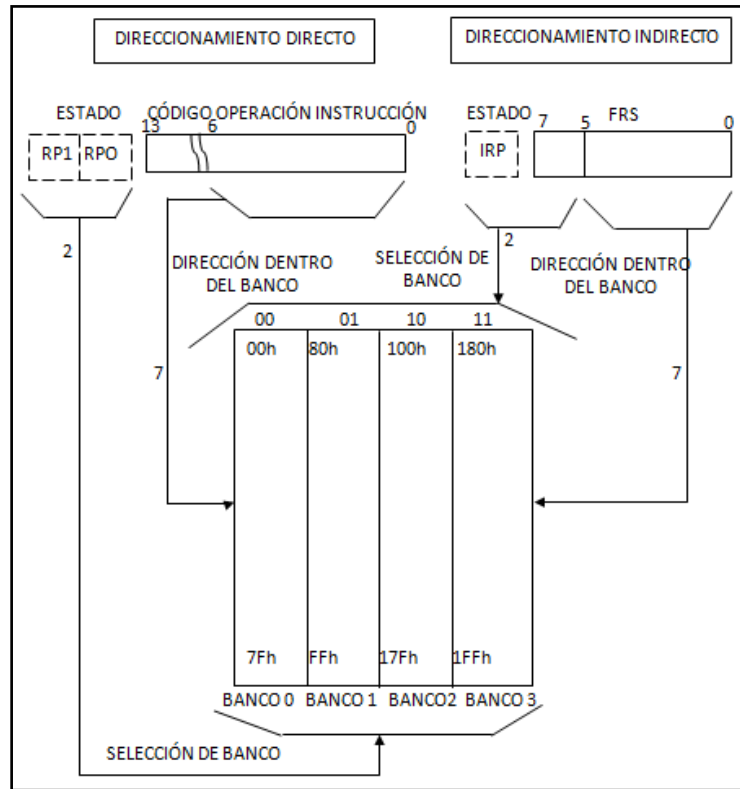 DIRECCIONAMIENTO DIRECTO
DIRECCIONAMIENTO INDIRECTO
ESTADO
CÓDIGO OPERACIÓN INSTRUCCIÓN
13
6
0
RP1
RPO
ESTADO
7
5
FRS
0
IRP
2
2
DIRECCIÓN DENTRO
DEL BANCO
SELECCIÓN DE
BANCO
DIRECCIÓN DENTRO
DEL BANCO
00
01
10
11
00h
80h
100h
180h
7
7
7Fh
FFh
17Fh
1FFh
BANCO 0
BANCO 1
BANCO2
BANCO 3
SELECCIÓN DE BANCO